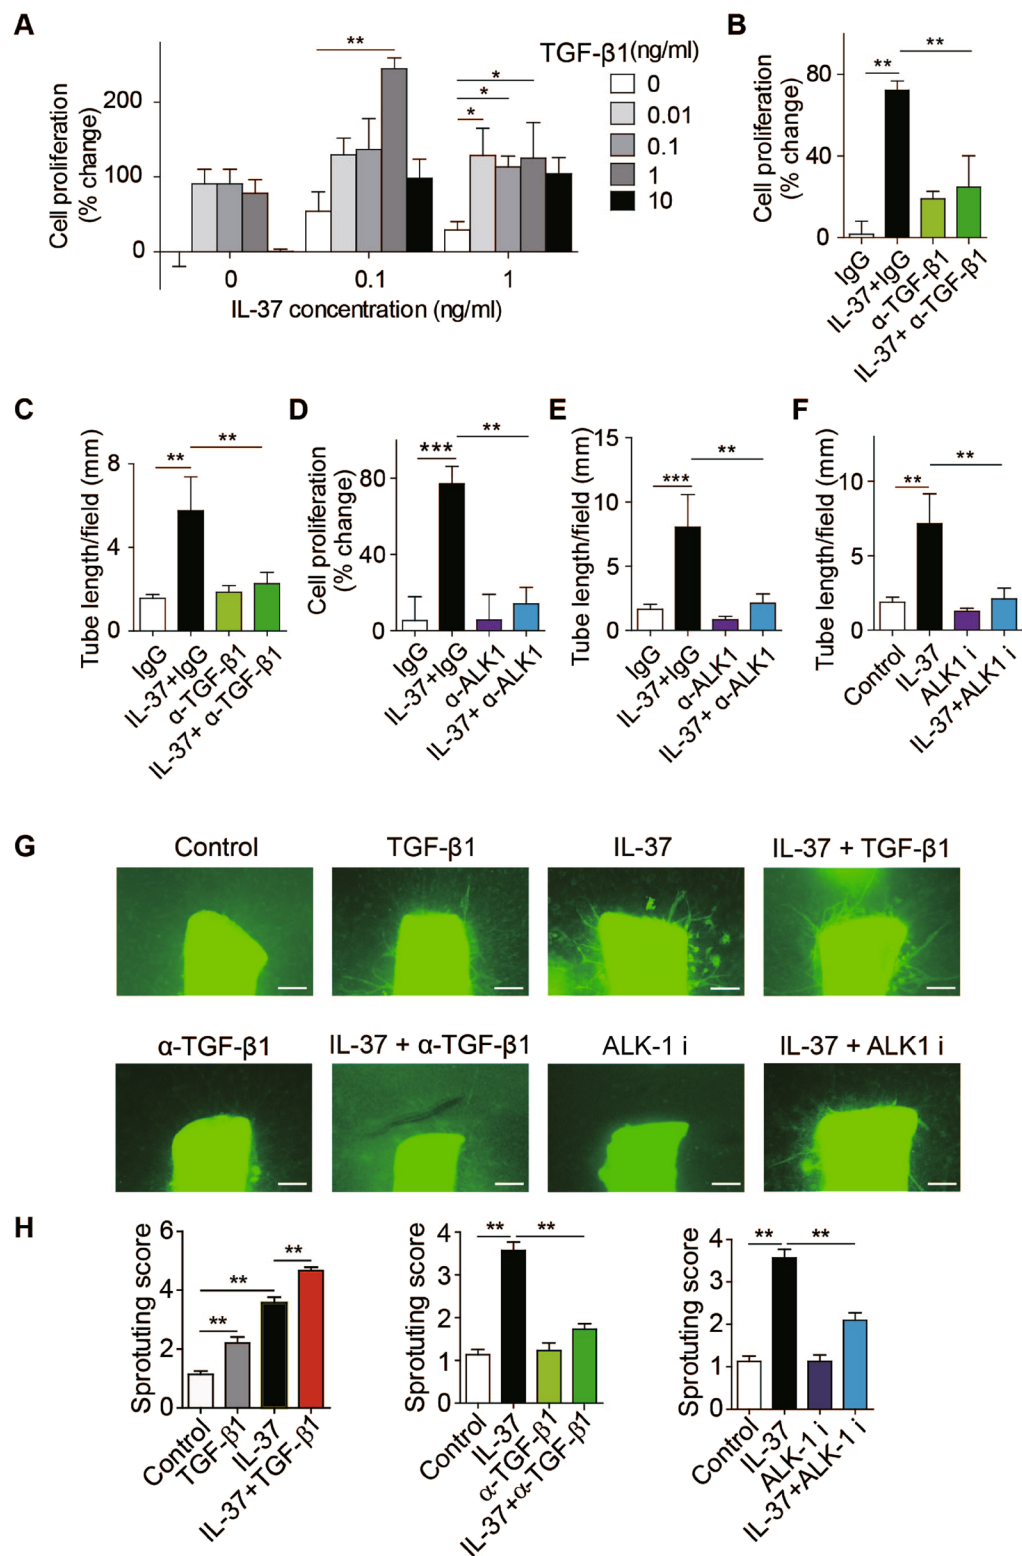 A
Cell proliferation
(% change)
200
100
0
**
*
*
*
0
0.1
1
IL-37 concentration (ng/ml)
TGF-β1(ng/ml)
0
0.01
0.1
1
10
B
Cell proliferation
(% change)
80
40
0
**
**
IgG
IL-37+IgG
α-TGF-β1
IL-37+ α-TGF-β1
C
Tube length/field (mm)
8
4
0
**
**
IgG
IL-37+IgG
α-TGF-β1
IL-37+ α-TGF-β1
D
Cell proliferation
(% change)
80
40
0
***
**
IgG
IL-37+IgG
α-ALK1
IL-37+ α-ALK1
E
Tube length/field (mm)
15
10
5
0
***
**
IgG
IL-37+IgG
α-ALK1
IL-37+ α-ALK1
F
Tube length/field (mm)
10
5
0
**
**
Control
IL-37
ALK1 i
IL-37+ALK1 i
G
Control
TGF-β1
IL-37
IL-37 + TGF-β1
α-TGF-β1
IL-37 + α-TGF-β1
ALK-1 i
IL-37 + ALK1 i
H
Sprotuting score
6
4
2
0
**
**
**
Control
TGF-β1
IL-37
IL-37+TGF-β1
Sprotuting score
4
3
2
1
0
**
**
Control
IL-37
α-TGF-β1
IL-37+α-TGF-β1
Sprotuting score
4
3
2
1
0
**
**
Control
IL-37
ALK-1 i
IL-37+ALK-1 i